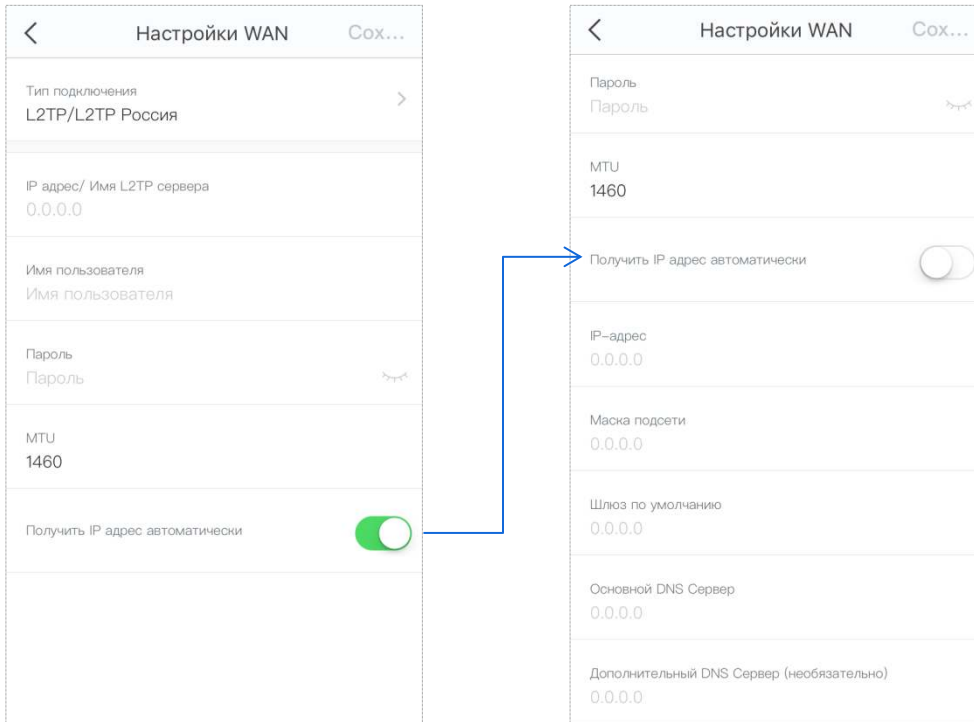 Настройки WAN
Сох...
Тип подключения
L2TP/L2TP Россия
IP адрес/ Имя L2TP сервера
0.0.0.0
Имя пользователя
Имя пользователя
Пароль
Пароль
MTU
1460
Получить IP адрес автоматически
Настройки WAN
Сох...
Пароль
Пароль
MTU
1460
Получить IP адрес автоматически
IP-адрес
0.0.0.0
Маска подсети
0.0.0.0
Шлюз по умолчанию
0.0.0.0
Основной DNS Сервер
0.0.0.0
Дополнительный DNS Сервер (необязательно)
0.0.0.0